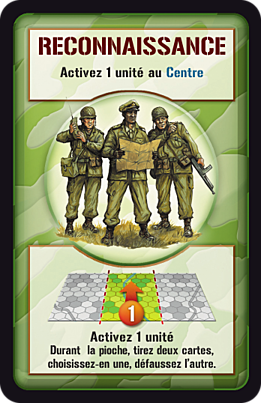 RECONNAISSANCE
Activez 1 unité au Centre
1
Activez 1 unité
Durant la pioche, tirez deux cartes,
choisissez-en une, défaussez l'autre.